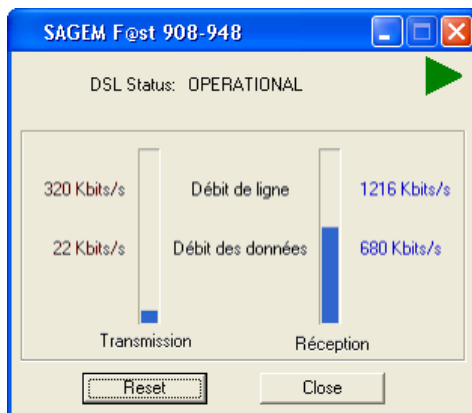 SAGEM F@st 908-948
DSL Status: OPERATIONAL
320 Kbits/s Débit de ligne 1216 Kbits/s
22 Kbits/s Débit des données 680 Kbits/s
Transmission Réception
Reset Close